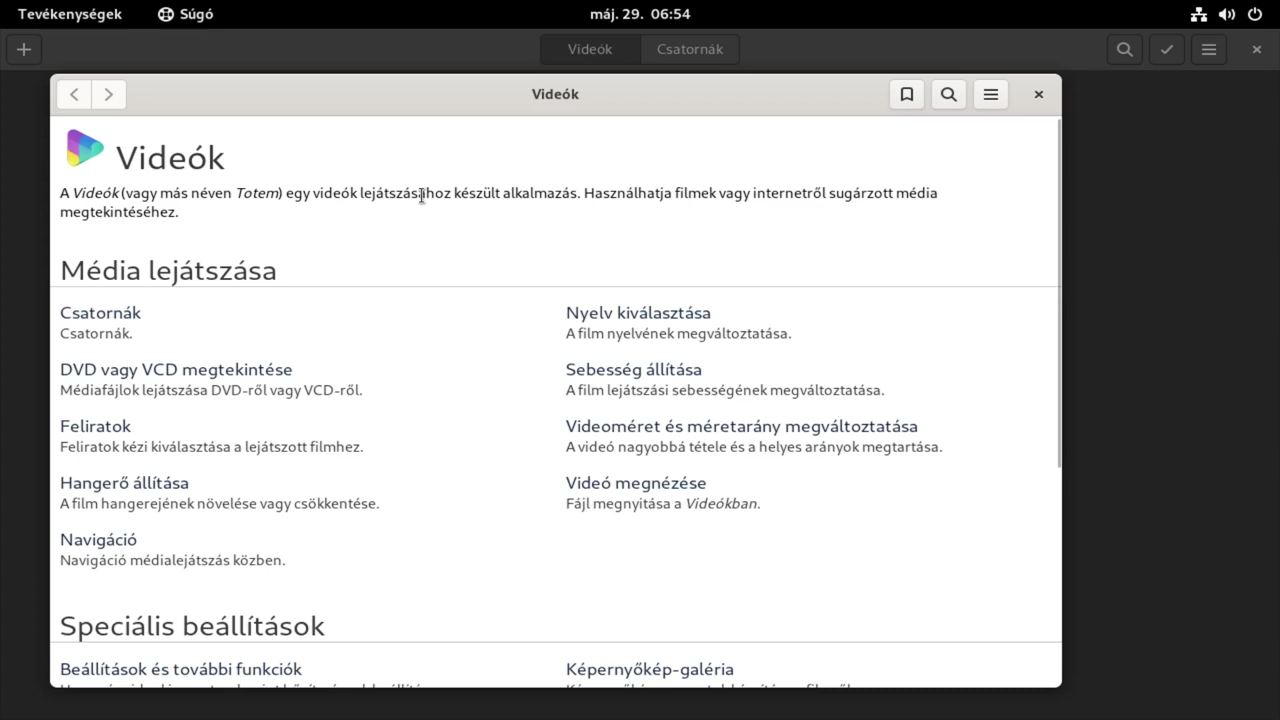 Tevékenységek
Súgó
máj. 29. 06:54
Videók
Csatornák
Videók
Videók
A Videók (vagy más néven Totem) egy videók lejátszásához készült alkalmazás. Használhatja filmek vagy internetről sugárzott média
megtekintéséhez.
Média lejátszása
Csatornák
Csatornák.
DVD vagy VCD megtekintése
Médiafájlok lejátszása DVD-ről vagy VCD-ről.
Feliratok
Feliratok kézi kiválasztása a lejátszott filmhez.
Hangerő állítása
A film hangerejének növelése vagy csökkentése.
Navigáció
Navigáció médialejátszás közben.
Nyelv kiválasztása
A film nyelvének megváltoztatása.
Sebesség állítása
A film lejátszási sebességének megváltoztatása.
Videoméret és méretarány megváltoztatása
A videó nagyobbá tétele és a helyes arányok megtartása.
Videó megnézése
Fájl megnyitása a Videókban.
Speciális beállítások
Beállítások és további funkciók
Képernyőkép-galéria